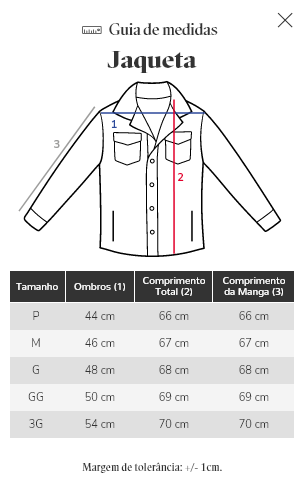 Guia de medidas
Jaqueta
1
3
2
Tamanho Ombros (1) Comprimento Total (2) Comprimento da Manga (3)
P 44 cm 66 cm 66 cm
M 46 cm 67 cm 67 cm
G 48 cm 68 cm 68 cm
GG 50 cm 69 cm 69 cm
3G 54 cm 70 cm 70 cm
Margem de tolerância: +/- 1cm.